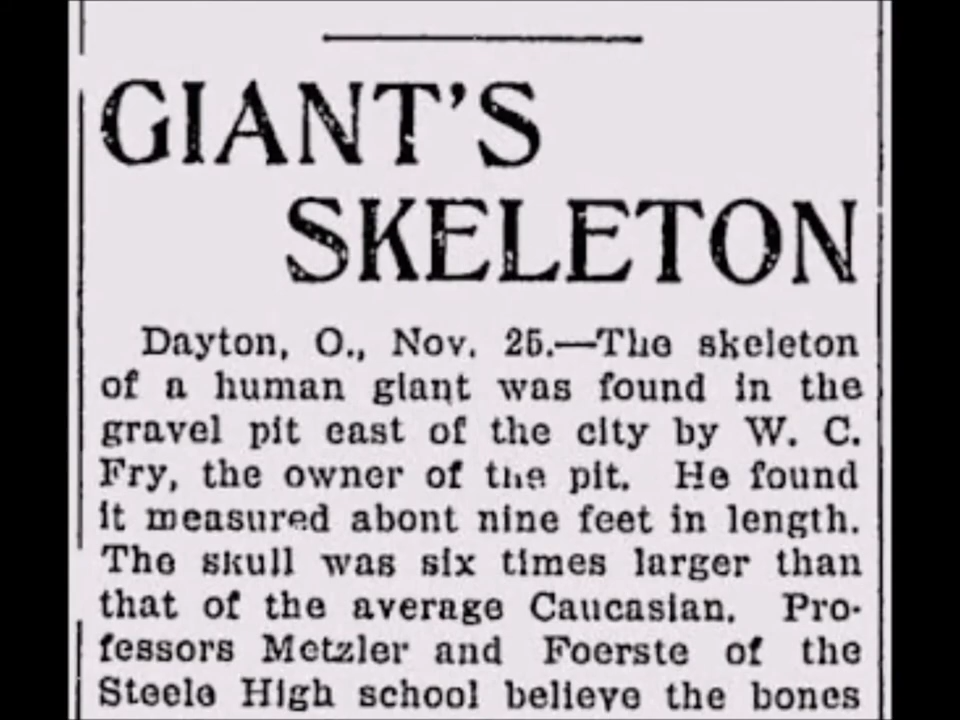 GIANT'S
SKELETON
Dayton, O., Nov. 25.—The skeleton
of a human giant was found in the
gravel pit east of the city by W. C.
Fry, the owner of the pit. He found
it measured abont nine feet in length.
The skull was six times larger than
that of the average Caucasian. Pro-
fessors Metzler and Foerste of the
Steele High school believe the bones